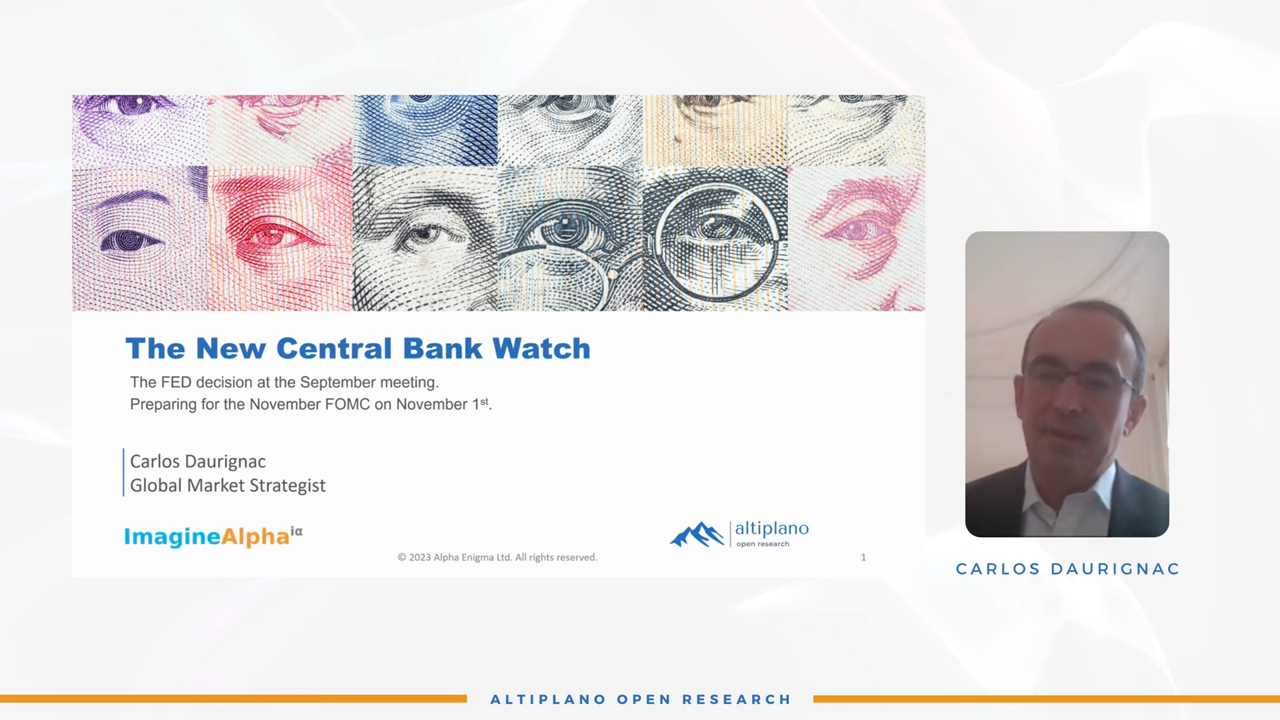 The New Central Bank Watch
The FED decision at the September meeting.
Preparing for the November FOMC on November 1st.
Carlos Daurignac
Global Market Strategist
ImagineAlphaiα
altiplano
open research
© 2023 Alpha Enigma Ltd. All rights reserved.
1
CARLOS DAURIGNAC
ALTIPLANO OPEN RESEARCH